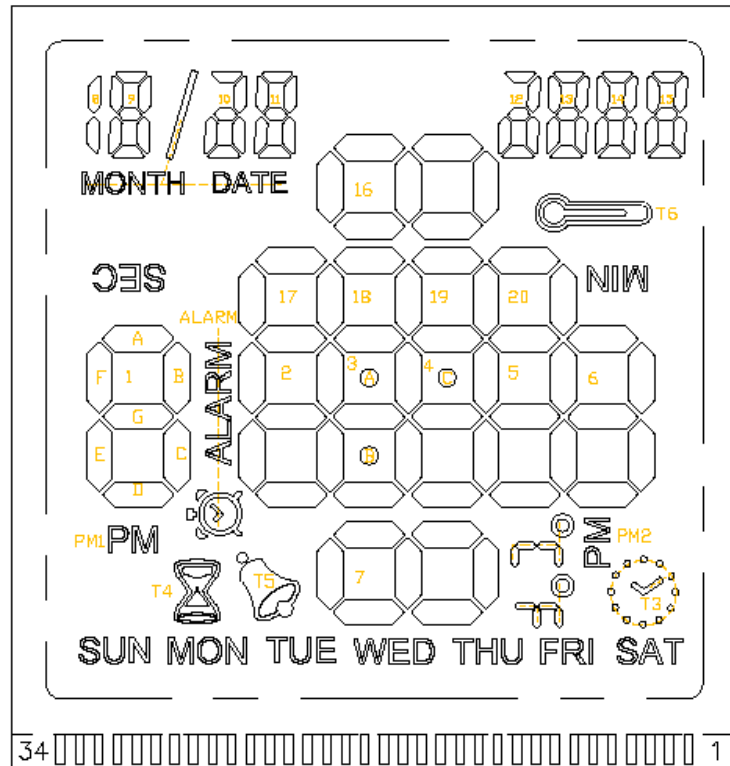 8 9 10 11 12 13 14 15
MONTH DATE
16
T6
SEC MIN
17 18 19 20
ALARM
A
F 1 B
ALARM
2 3 A 4 C 5 6
G
E C
B
D
PM1 PM
PM PM2
T4 T5 7 T3
°C
°F
SUN MON TUE WED THU FRI SAT
34 1